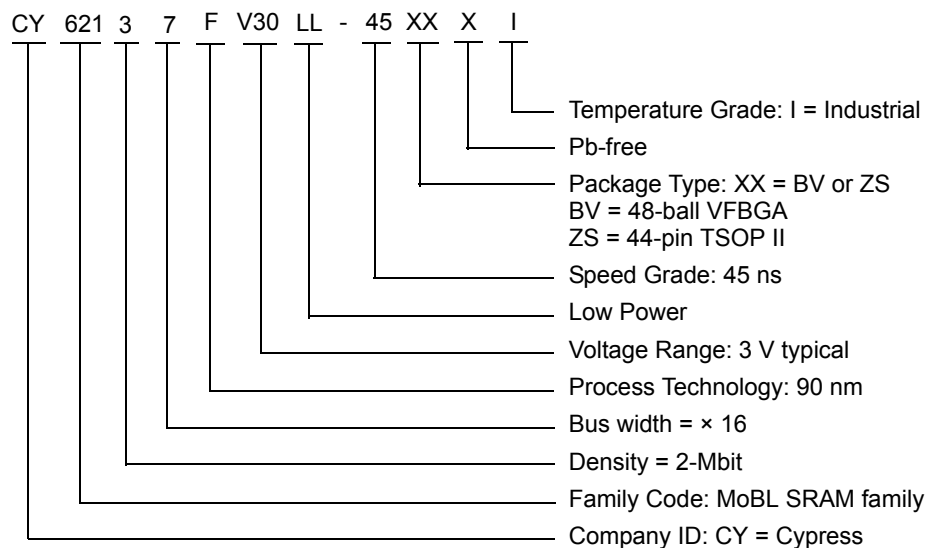 CY 621 3 7 F V30 LL - 45 XX X I
Temperature Grade: I = Industrial
Pb-free
Package Type: XX = BV or ZS
BV = 48-ball VFBGA
ZS = 44-pin TSOP II
Speed Grade: 45 ns
Low Power
Voltage Range: 3 V typical
Process Technology: 90 nm
Bus width = × 16
Density = 2-Mbit
Family Code: MoBL SRAM family
Company ID: CY = Cypress